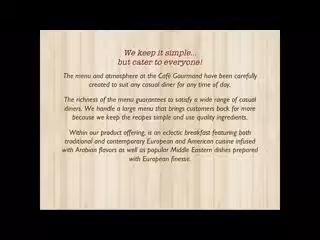 We keep it simple...
but cater to everyone!
The menu and atmosphere at the Café Gourmand have been carefully
created to suit any casual diner for any time of day.
The richness of the menu guarantees to satisfy a wide range of casual
diners. We handle a large menu that brings customers back for more
because we keep the recipes simple and use quality ingredients.
Within our product offering, is an eclectic breakfast featuring both
traditional and contemporary European and American cuisine infused
with Arabian flavors as well as popular Middle Eastern dishes prepared
with European finesse.